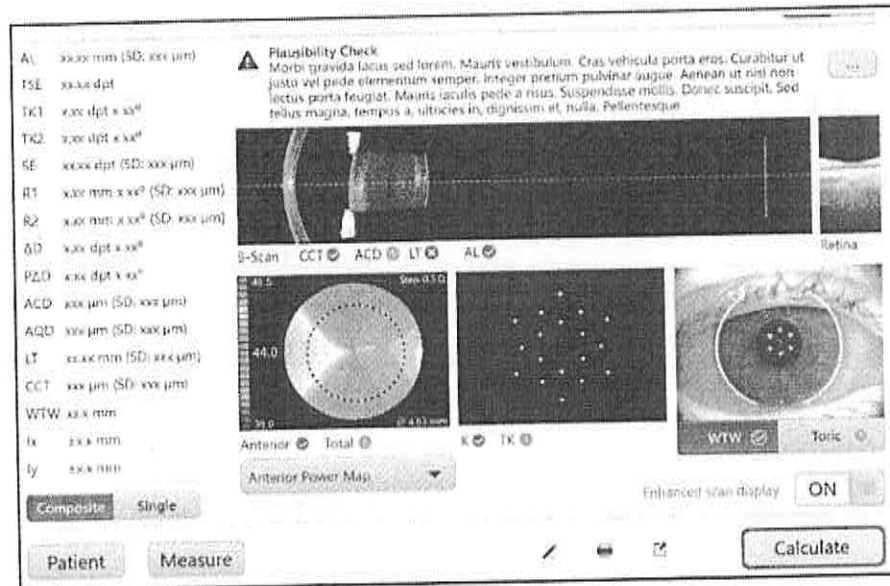 Plausibility Check
Morbi gravida lacus sed lorem. Mauris vestibulum. Cras vehicula porta eros. Curabitur ut
justo vel pede elementum semper. Integer pretium pulvinar augue. Aenean ut nisl non
lectus porta feugiat. Mauris iaculis pede a risus. Suspendisse mollis. Donec suscipit. Sed
tellus magna, tempus a, ultricies in, dignissim et, nulla. Pellentesque
...
AL xx.xx mm (SD: xxx µm)
TSE xx.xx dpt
TK1 x.xx dpt x xx°
TK2 x.xx dpt x xx°
SE xx.xx dpt (SD: xxx µm)
R1 x.xx mm x xx° (SD: xxx µm)
R2 x.xx mm x xx° (SD: xxx µm)
ΔD x.xx dpt x xx°
ACD xxx µm (SD: xxx µm)
AQD xxx µm (SD: xxx µm)
LT xx.xx mm (SD: xxx µm)
CCT xxx µm (SD: xxx µm)
WTW xx.x mm
Ix ±x.x mm
Iy ±x.x mm
Composite Single
B-Scan CCT ACD LT AL
Retina
44.0
Anterior Total
K TK
WTW Toric
Anterior Power Map
Enhanced scan display ON
Patient Measure
Calculate